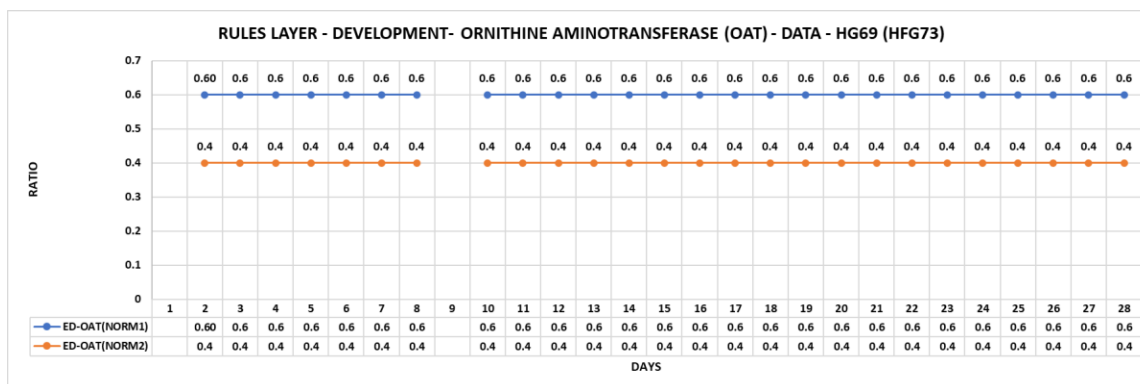 RULES LAYER - DEVELOPMENT- ORNITHINE AMINOTRANSFERASE (OAT) - DATA - HG69 (HFG73)
0.7
0.60 0.6 0.6 0.6 0.6 0.6 0.6 0.6 0.6 0.6 0.6 0.6 0.6 0.6 0.6 0.6 0.6 0.6 0.6 0.6 0.6 0.6 0.6 0.6 0.6 0.6
0.6
0.5
0.4 0.4 0.4 0.4 0.4 0.4 0.4 0.4 0.4 0.4 0.4 0.4 0.4 0.4 0.4 0.4 0.4 0.4 0.4 0.4 0.4 0.4 0.4 0.4 0.4 0.4
0.4
RATIO
0.3
0.2
0.1
0
1 2 3 4 5 6 7 8 9 10 11 12 13 14 15 16 17 18 19 20 21 22 23 24 25 26 27 28
ED-OAT(NORM1) 0.60 0.6 0.6 0.6 0.6 0.6 0.6 0.6 0.6 0.6 0.6 0.6 0.6 0.6 0.6 0.6 0.6 0.6 0.6 0.6 0.6 0.6 0.6 0.6 0.6 0.6
ED-OAT(NORM2) 0.4 0.4 0.4 0.4 0.4 0.4 0.4 0.4 0.4 0.4 0.4 0.4 0.4 0.4 0.4 0.4 0.4 0.4 0.4 0.4 0.4 0.4 0.4 0.4 0.4 0.4
DAYS